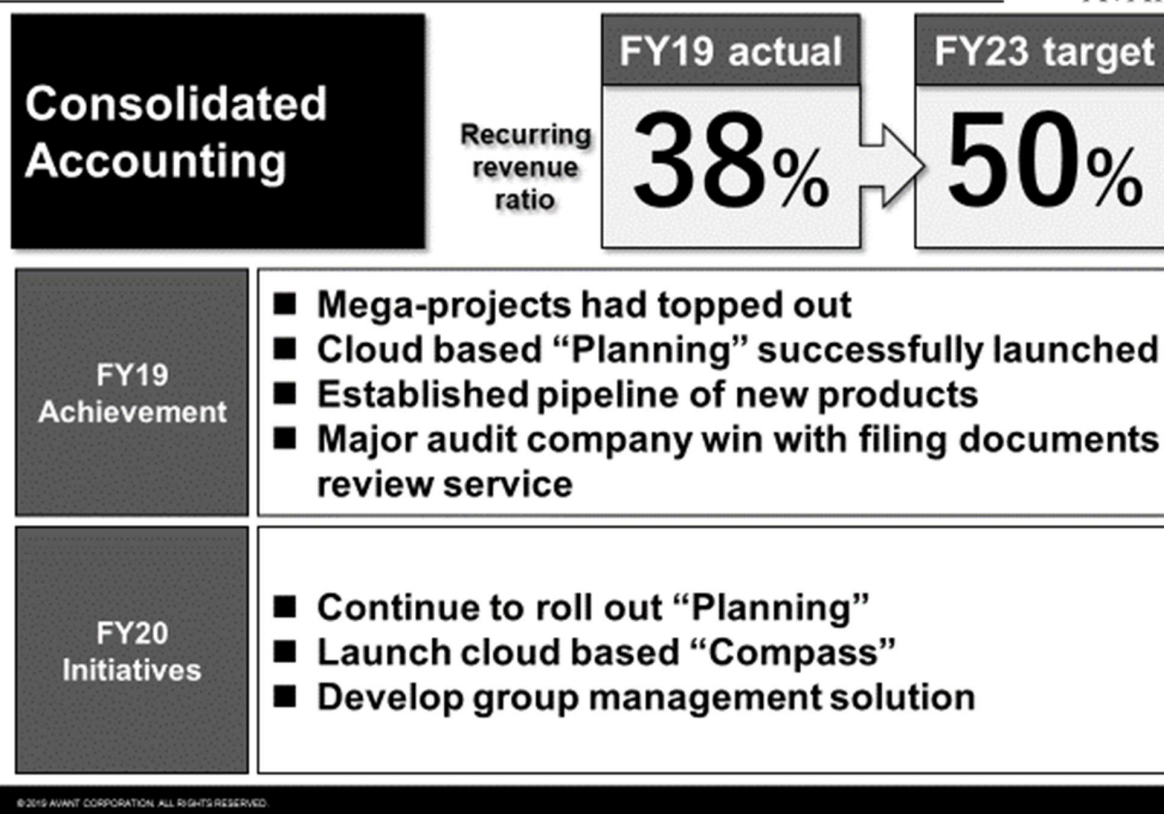 Consolidated
Accounting
Recurring
revenue
ratio
FY19 actual
38%
FY23 target
50%
FY19
Achievement
■ Mega-projects had topped out
■ Cloud based “Planning” successfully launched
■ Established pipeline of new products
■ Major audit company win with filing documents
review service
FY20
Initiatives
■ Continue to roll out “Planning”
■ Launch cloud based “Compass”
■ Develop group management solution
©2019 AVANT CORPORATION. ALL RIGHTS RESERVED.